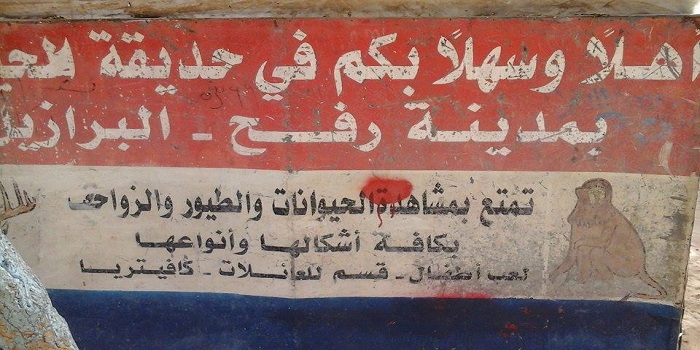 اهلاً وسهلاً بكم في حديقة الحيا
بمدينة رفح - البرازيل
تمتع بمشاهدة الحيوانات والطيور والزواحف
بكافة أشكالها وأنواعها
لعب أطفال - قسم للعائلات - كافيتريا